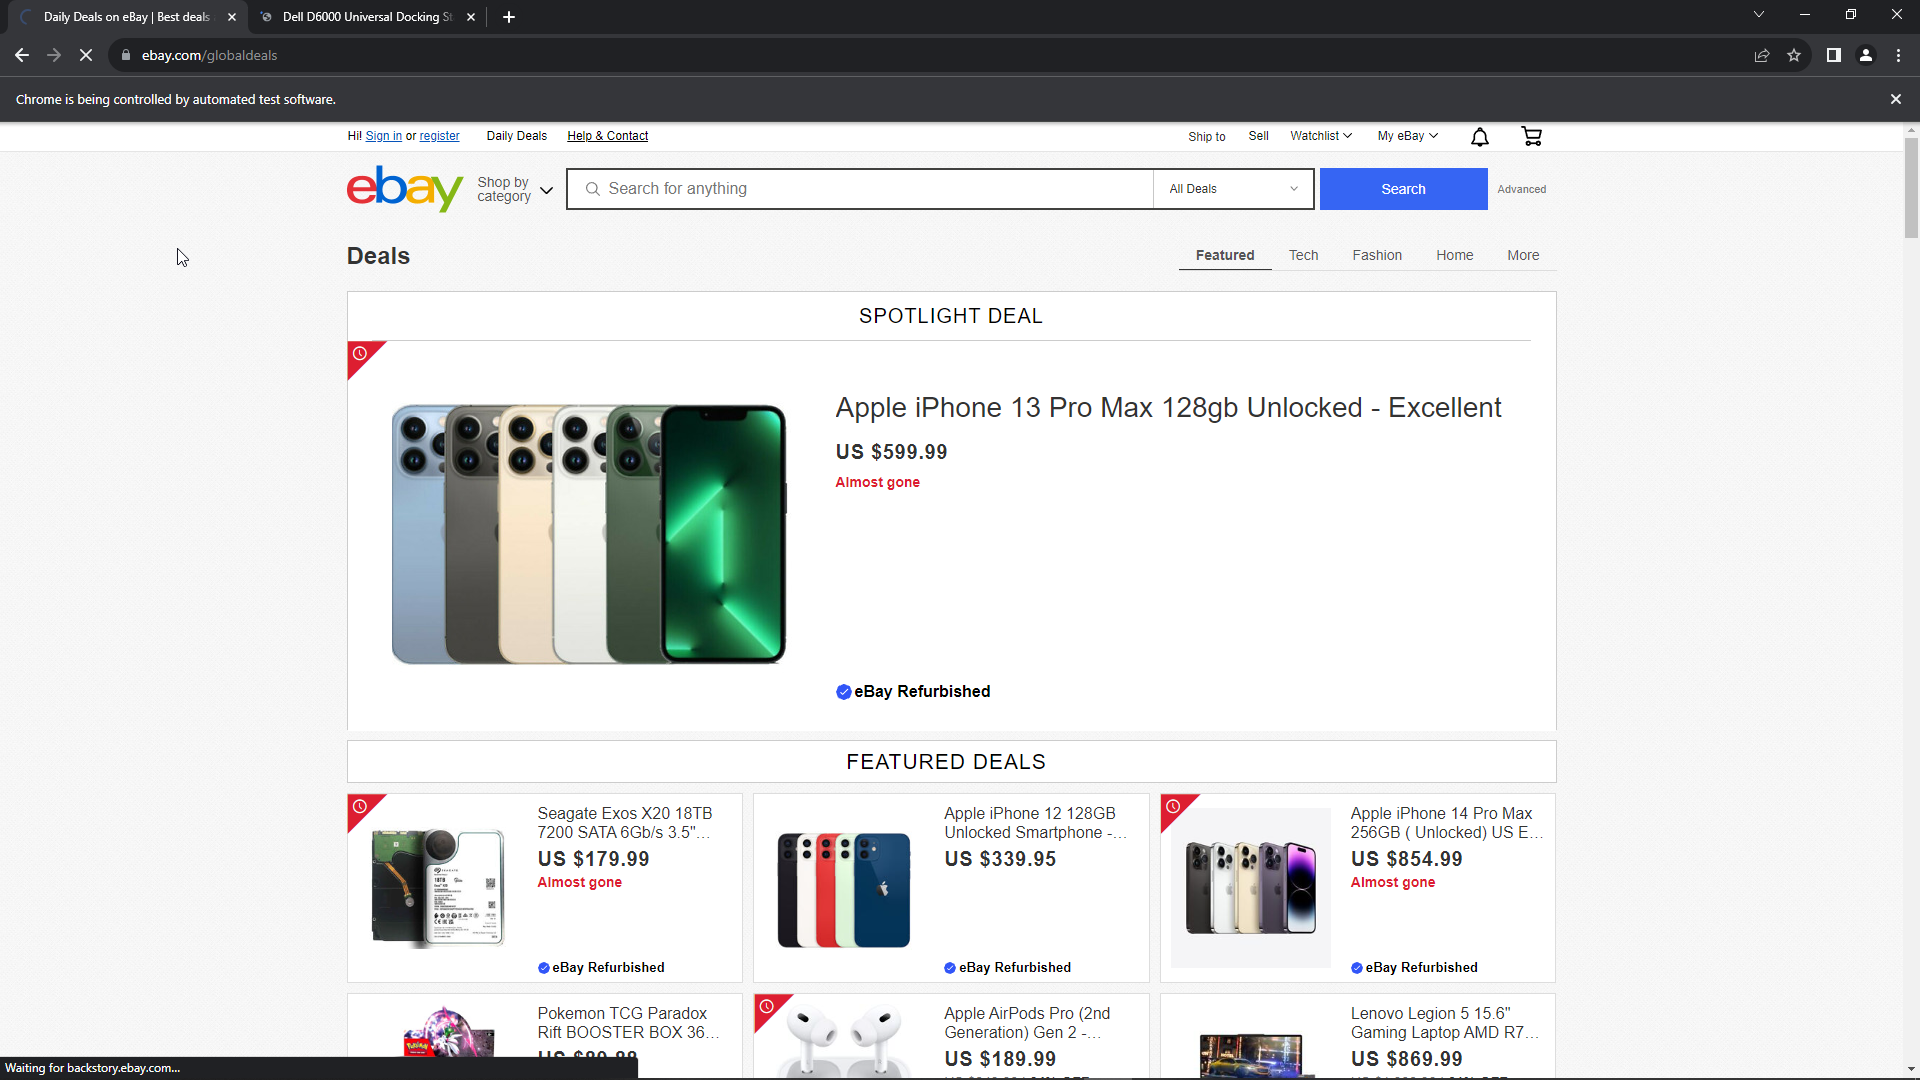 Daily Deals on eBay | Best deals
Dell D6000 Universal Docking St
ebay.com/globaldeals
Chrome is being controlled by automated test software.
Hi! Sign in or register
Daily Deals
Help & Contact
Ship to
Sell
Watchlist
My eBay
ebay
Shop by
category
Search for anything
All Deals
Search
Advanced
Deals
Featured
Tech
Fashion
Home
More
SPOTLIGHT DEAL
Apple iPhone 13 Pro Max 128gb Unlocked - Excellent
US $599.99
Almost gone
eBay Refurbished
FEATURED DEALS
Seagate Exos X20 18TB
7200 SATA 6Gb/s 3.5"...
US $179.99
Almost gone
eBay Refurbished
Apple iPhone 12 128GB
Unlocked Smartphone -...
US $339.95
eBay Refurbished
Apple iPhone 14 Pro Max
256GB ( Unlocked) US E...
US $854.99
Almost gone
eBay Refurbished
Pokemon TCG Paradox
Rift BOOSTER BOX 36...
Apple AirPods Pro (2nd
Generation) Gen 2 -...
US $189.99
Lenovo Legion 5 15.6"
Gaming Laptop AMD R7...
US $869.99
Waiting for backstory.ebay.com...